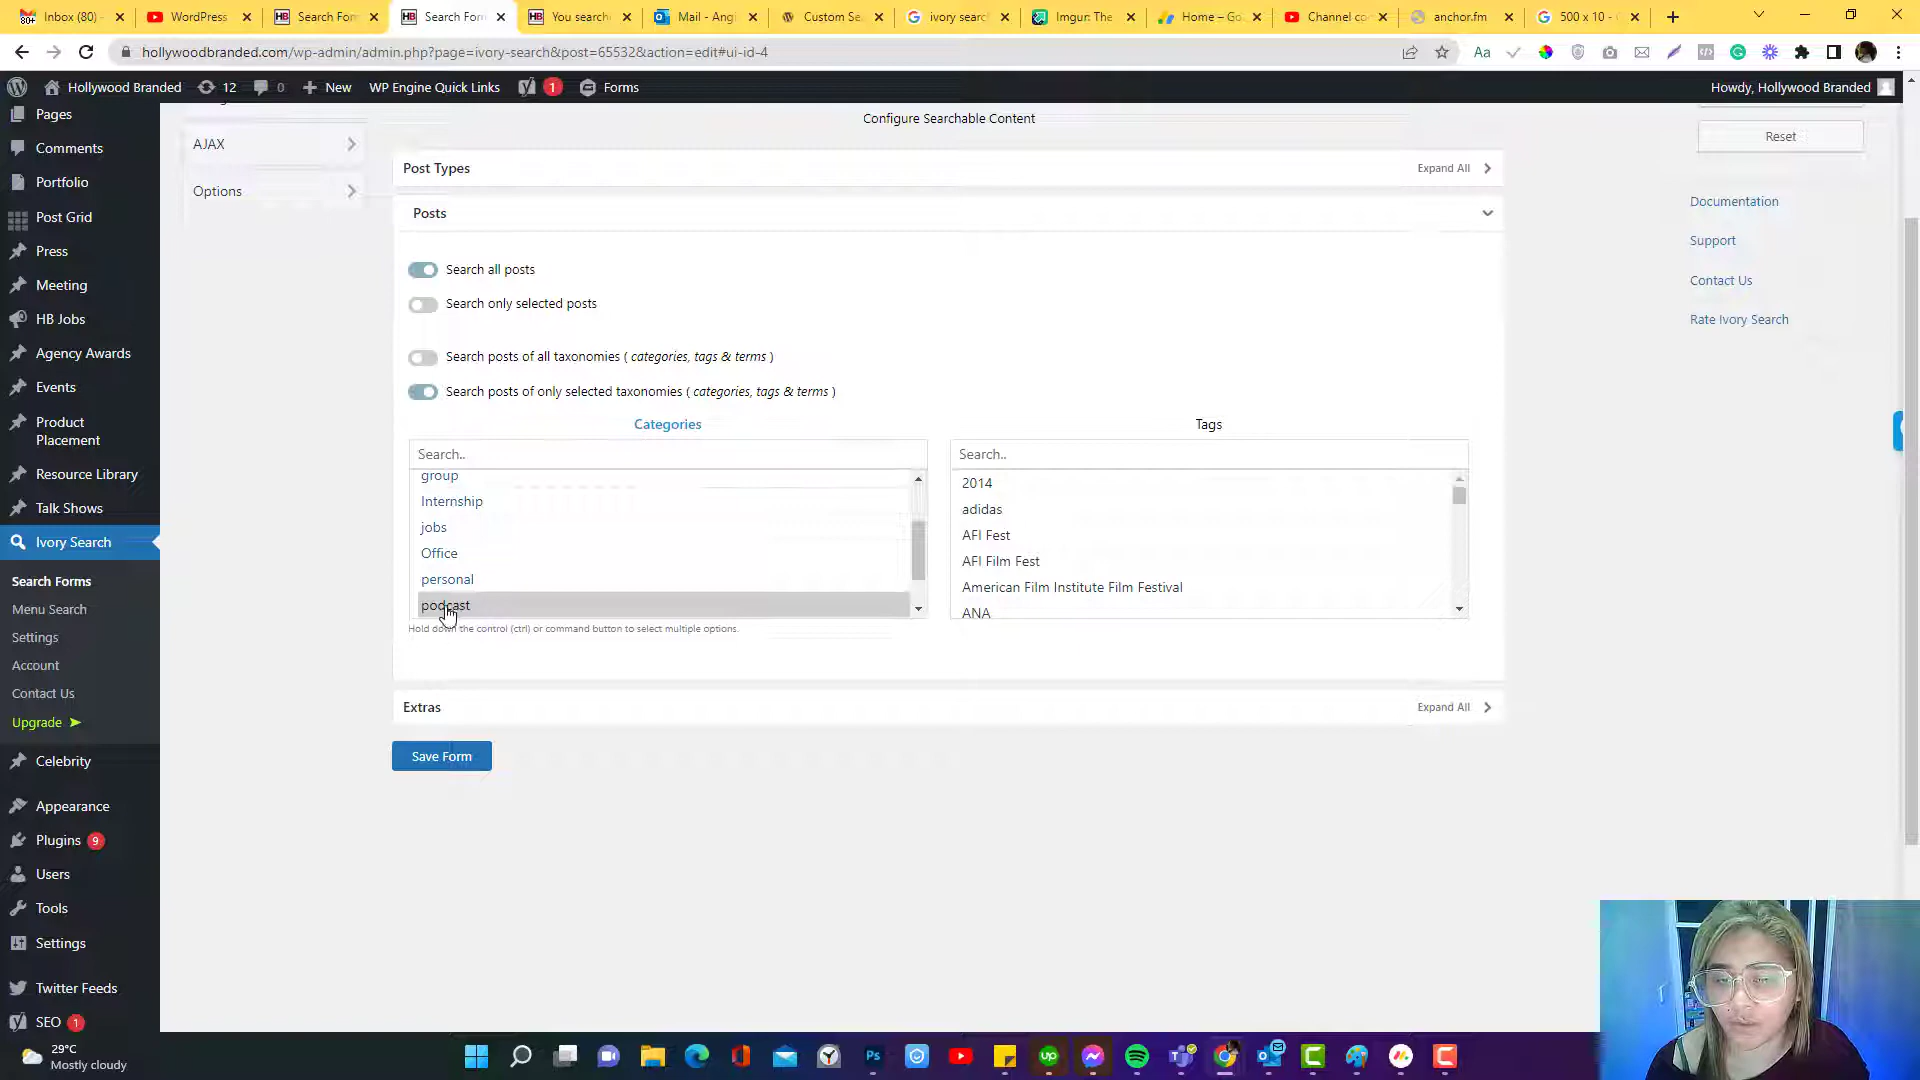 Inbox (80) -
WordPress
Search For
Search For
You search
Mail - Angi
Custom Se
ivory searc
Imgur: The
Home – Go
Channel co
anchor.fm
500 x 10 -
hollywoodbranded.com/wp-admin/admin.php?page=ivory-search&post=65532&action=edit#ui-id-4
Hollywood Branded
12
0
New
WP Engine Quick Links
1
Forms
Howdy, Hollywood Branded
Pages
Comments
Portfolio
Post Grid
Press
Meeting
HB Jobs
Agency Awards
Events
Product
Placement
Resource Library
Talk Shows
Ivory Search
Search Forms
Menu Search
Settings
Account
Contact Us
Upgrade ➤
Celebrity
Appearance
Plugins 9
Users
Tools
Settings
Twitter Feeds
SEO 1
AJAX
Options
Configure Searchable Content
Post Types
Expand All
Posts
Search all posts
Search only selected posts
Search posts of all taxonomies ( categories, tags & terms )
Search posts of only selected taxonomies ( categories, tags & terms )
Categories
Search..
group
Internship
jobs
Office
personal
podcast
Hold down the control (ctrl) or command button to select multiple options.
Tags
Search..
2014
adidas
AFI Fest
AFI Film Fest
American Film Institute Film Festival
ANA
Extras
Expand All
Save Form
Reset
Documentation
Support
Contact Us
Rate Ivory Search
29°C
Mostly cloudy